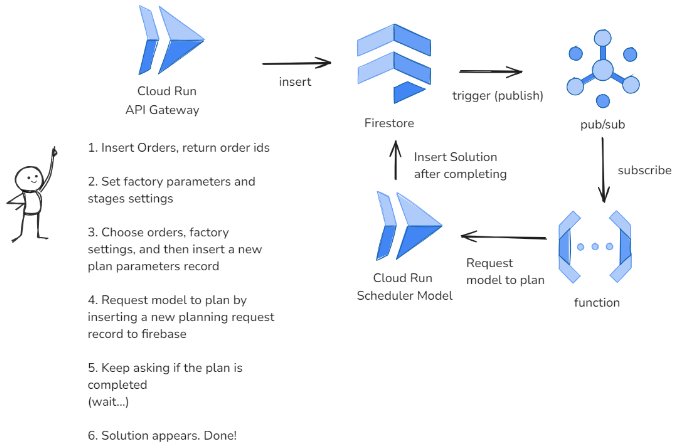 Cloud Run
API Gateway
insert
Firestore
trigger (publish)
pub/sub
subscribe
function
Request
model to plan
Cloud Run
Scheduler Model
Insert Solution
after completing
1. Insert Orders, return order ids
2. Set factory parameters and
stages settings
3. Choose orders, factory
settings, and then insert a new
plan parameters record
4. Request model to plan by
inserting a new planning request
record to firebase
5. Keep asking if the plan is
completed
(wait...)
6. Solution appears. Done!